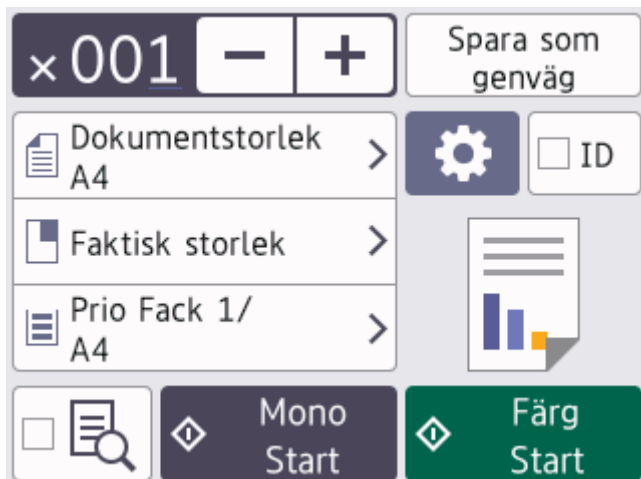 ×001 − +
Spara som
genväg
Dokumentstorlek
A4
ID
Faktisk storlek
Prio Fack 1/
A4
Mono
Start
Färg
Start